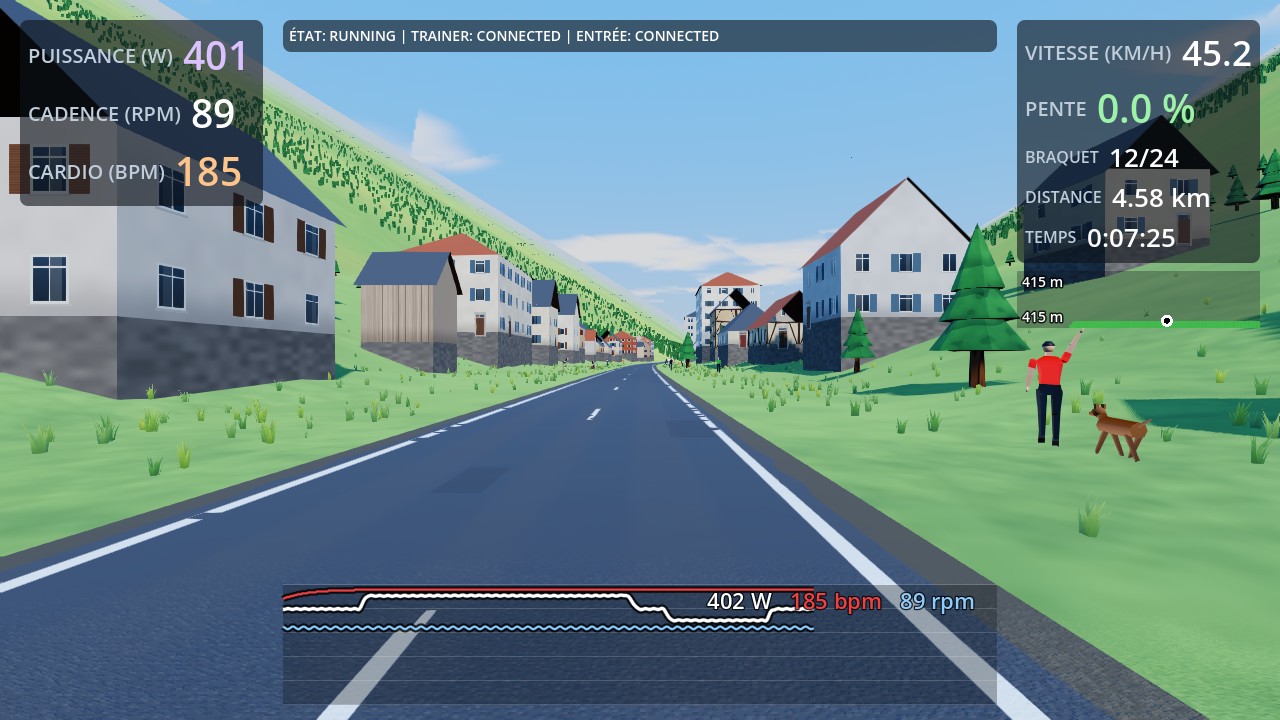 PUISSANCE (W) 401
CADENCE (RPM) 89
CARDIO (BPM) 185
ÉTAT: RUNNING | TRAINER: CONNECTED | ENTRÉE: CONNECTED
VITESSE (KM/H) 45.2
PENTE 0.0 %
BRAQUET 12/24
DISTANCE 4.58 km
TEMPS 0:07:25
415 m
415 m
402 W 185 bpm 89 rpm